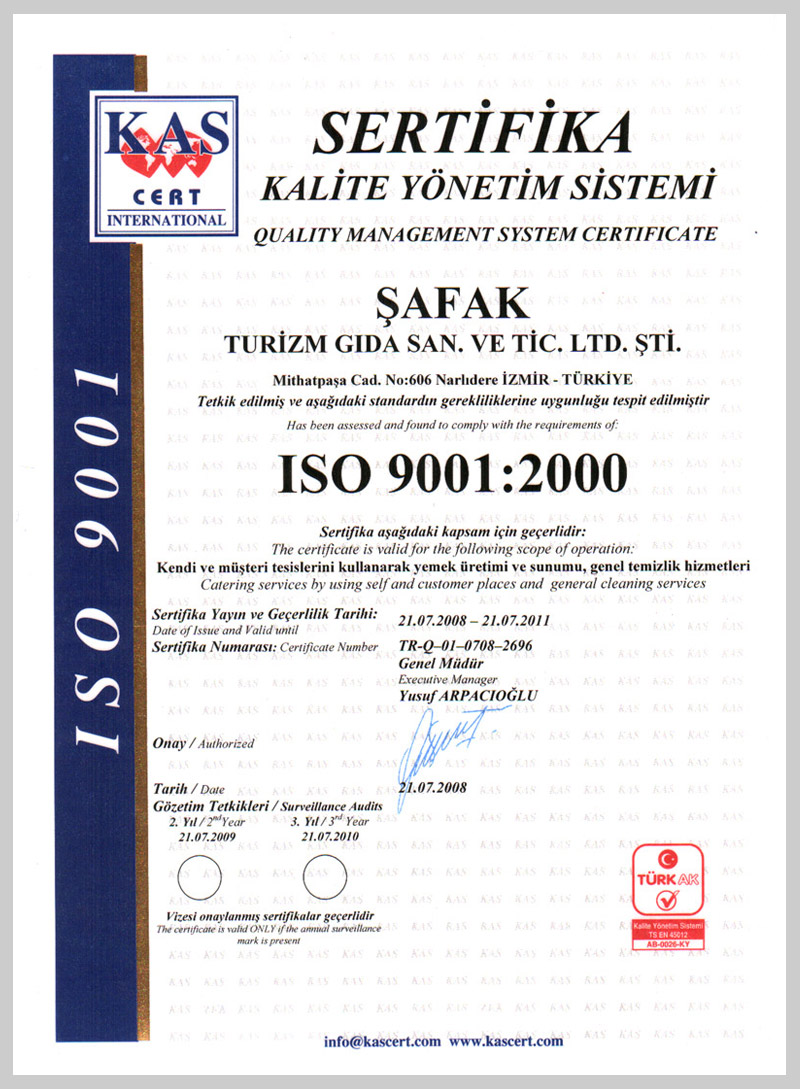 KAS
CERT
INTERNATIONAL
ISO 9001
SERTİFİKA
KALİTE YÖNETİM SİSTEMİ
QUALITY MANAGEMENT SYSTEM CERTIFICATE
ŞAFAK
TURİZM GIDA SAN. VE TİC. LTD. ŞTİ.
Mithatpaşa Cad. No:606 Narlıdere İZMİR - TÜRKİYE
Tetkik edilmiş ve aşağıdaki standardın gerekliliklerine uygunluğu tespit edilmiştir
Has been assessed and found to comply with the requirements of:
ISO 9001:2000
Sertifika aşağıdaki kapsam için geçerlidir:
The certificate is valid for the following scope of operation:
Kendi ve müşteri tesislerini kullanarak yemek üretimi ve sunumu, genel temizlik hizmetleri
Catering services by using self and customer places and general cleaning services
Sertifika Yayın ve Geçerlilik Tarihi:
Date of Issue and Valid until
21.07.2008 – 21.07.2011
Sertifika Numarası: Certificate Number TR-Q–01–0708–2696
Genel Müdür
Executive Manager
Yusuf ARPACIOĞLU
Onay / Authorized
Tarih / Date 21.07.2008
Gözetim Tetkikleri / Surveillance Audits
2. Yıl / 2nd Year 3. Yıl / 3rd Year
21.07.2009 21.07.2010
Vizesi onaylanmış sertifikalar geçerlidir
The certificate is valid ONLY if the annual surveillance
mark is present
TÜRKAK
Kalite Yönetim Sistemi
TS EN 45012
AB-0026-KY
info@kascert.com www.kascert.com